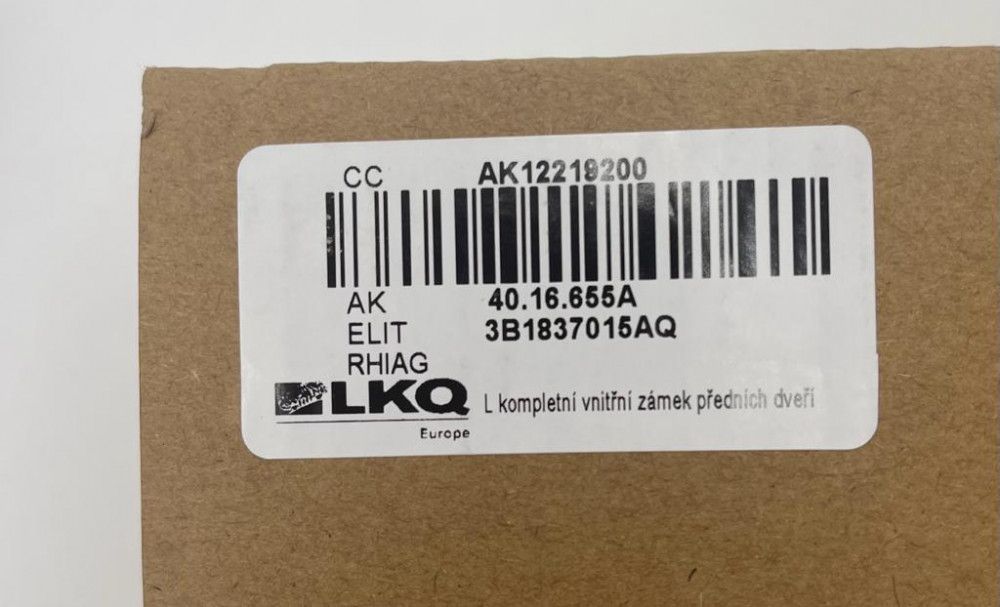 CC AK12219200
AK 40.16.655A
ELIT 3B1837015AQ
RHIAG
LKQ
Europe
L kompletní vnitřní zámek předních dveří